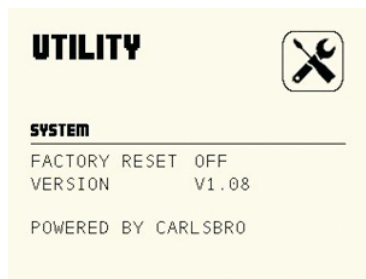 UTILITY
SYSTEM
FACTORY RESET OFF
VERSION V1.08
POWERED BY CARLSBRO